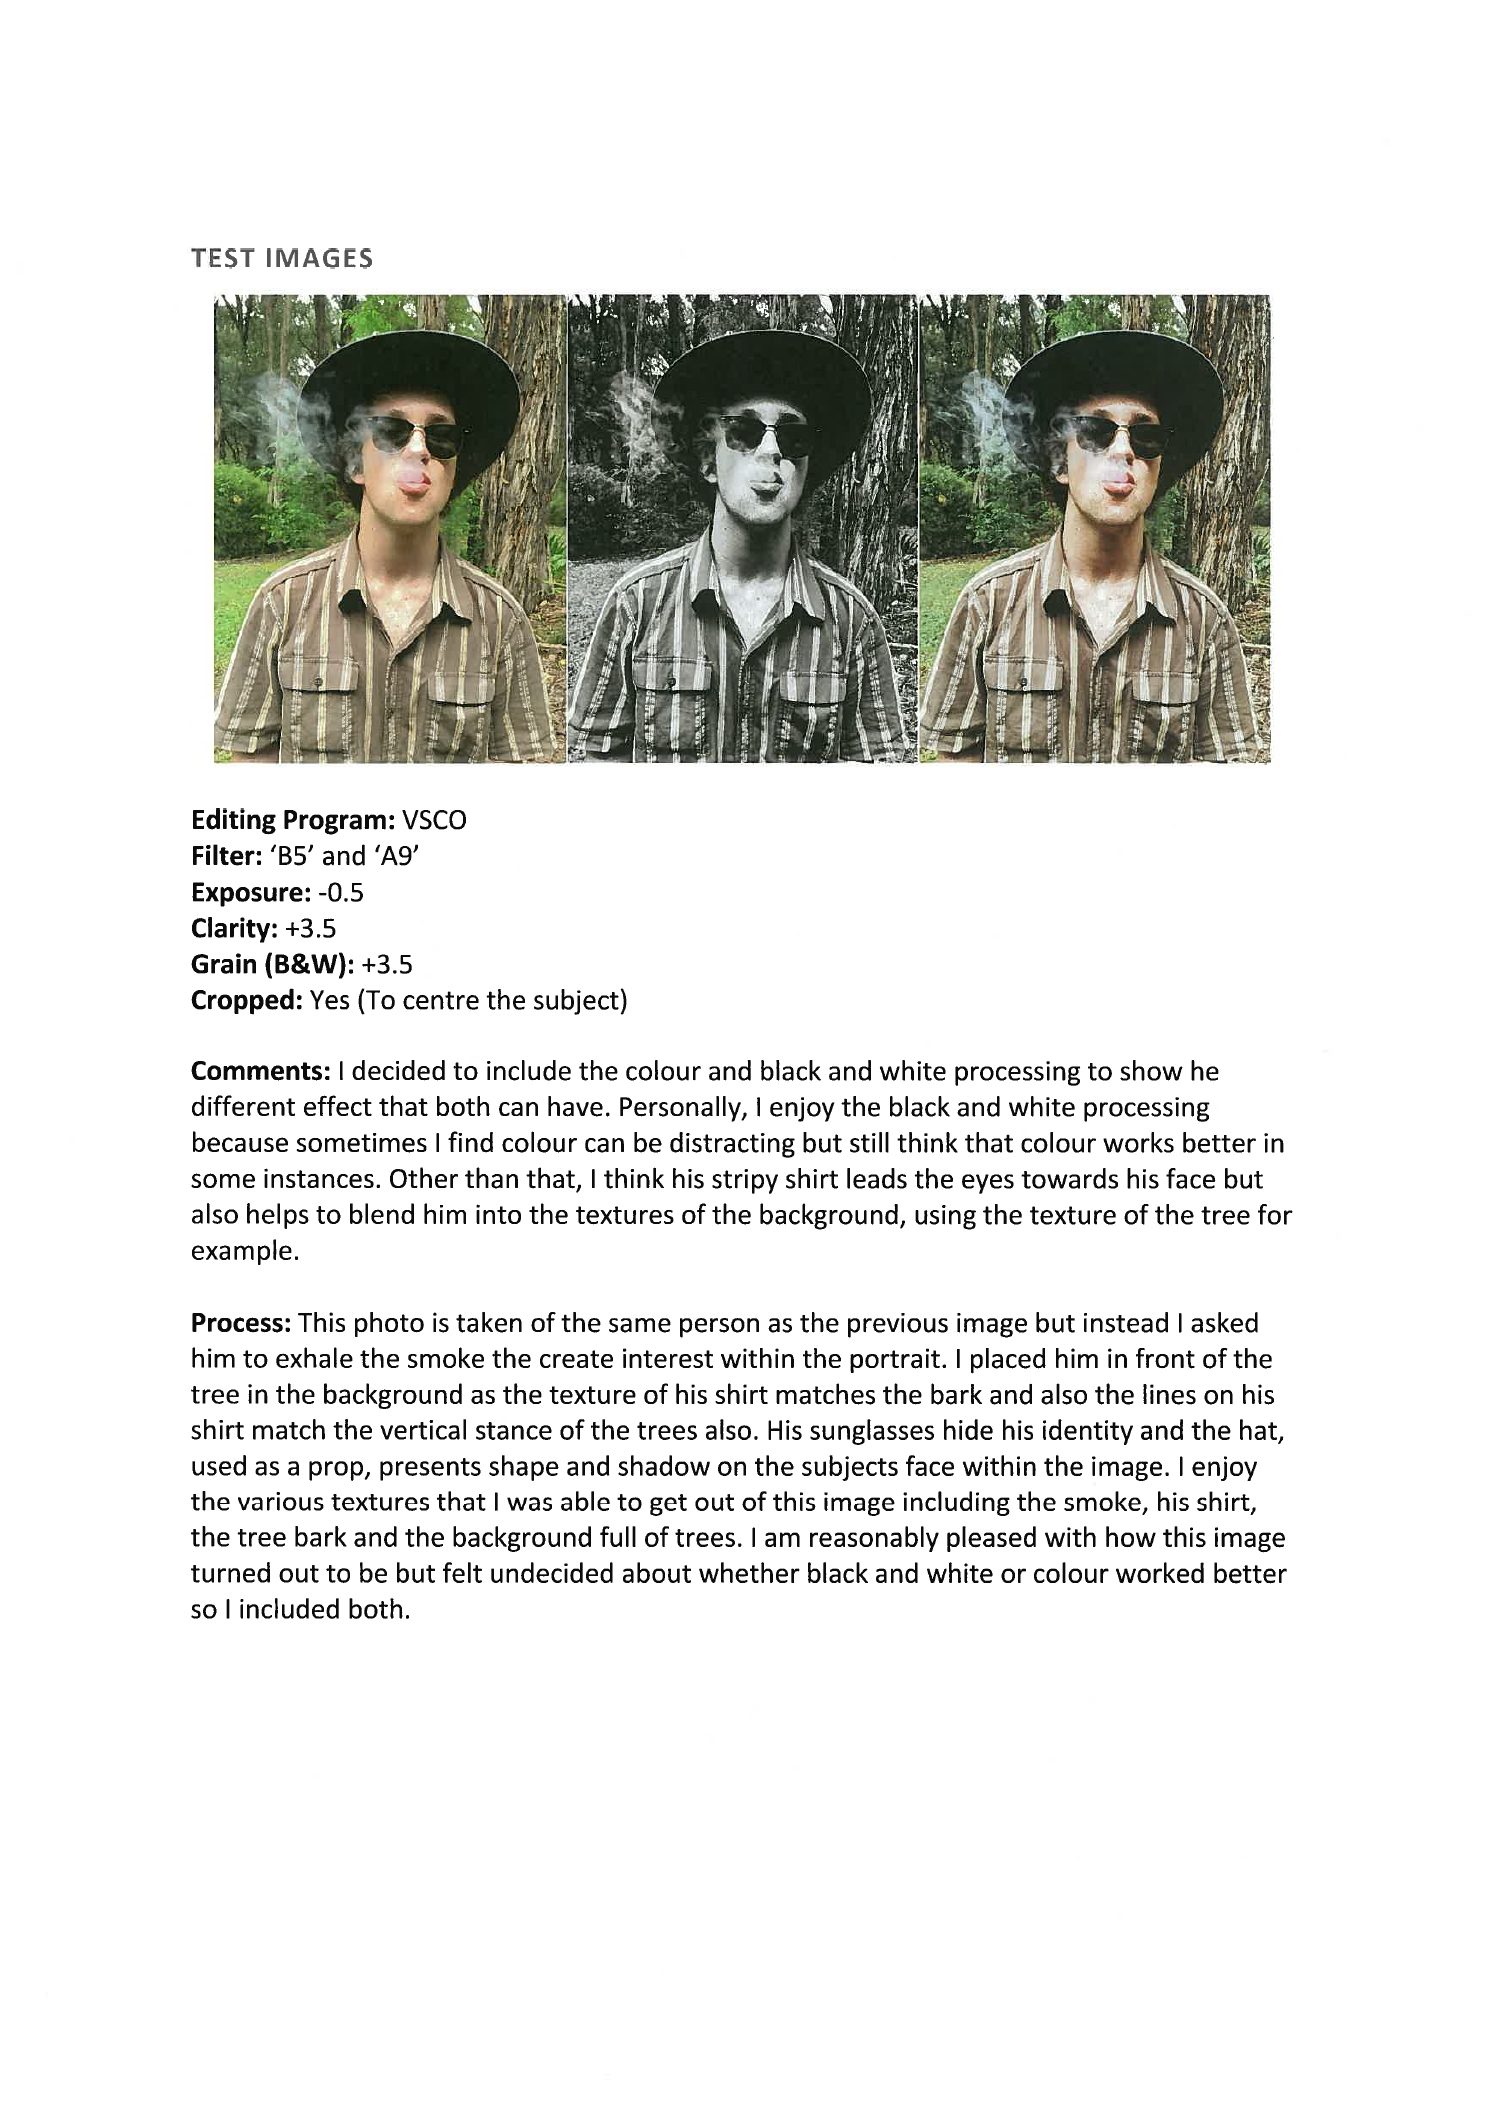 TEST IMAGES
Editing Program: VSCO
Filter: ‘B5’ and ‘A9’
Exposure: -0.5
Clarity: +3.5
Grain (B&W): +3.5
Cropped: Yes (To centre the subject)
Comments: I decided to include the colour and black and white processing to show he
different effect that both can have. Personally, I enjoy the black and white processing
because sometimes I find colour can be distracting but still think that colour works better in
some instances. Other than that, I think his stripy shirt leads the eyes towards his face but
also helps to blend him into the textures of the background, using the texture of the tree for
example.
Process: This photo is taken of the same person as the previous image but instead I asked
him to exhale the smoke the create interest within the portrait. I placed him in front of the
tree in the background as the texture of his shirt matches the bark and also the lines on his
shirt match the vertical stance of the trees also. His sunglasses hide his identity and the hat,
used as a prop, presents shape and shadow on the subjects face within the image. I enjoy
the various textures that I was able to get out of this image including the smoke, his shirt,
the tree bark and the background full of trees. I am reasonably pleased with how this image
turned out to be but felt undecided about whether black and white or colour worked better
so I included both.